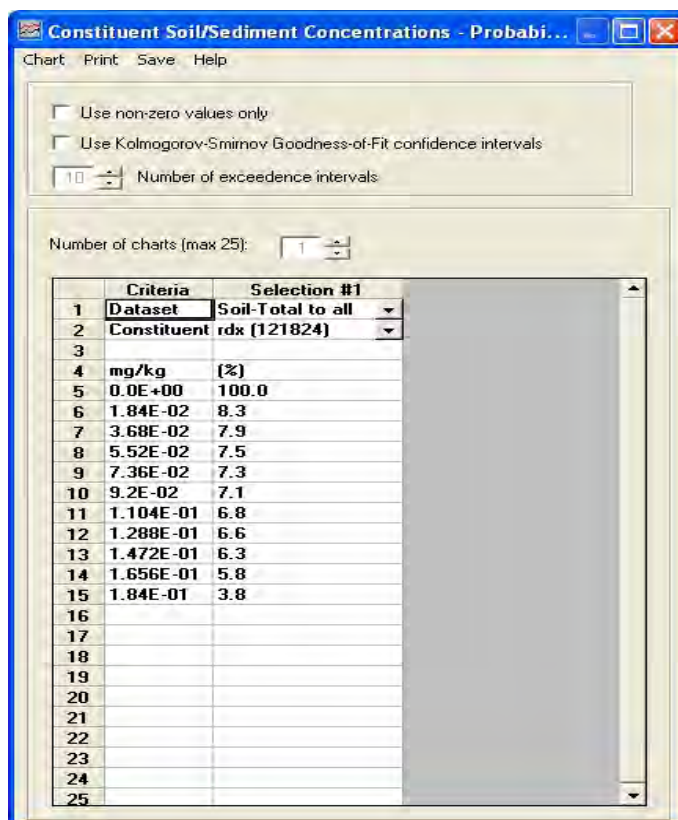 Constituent Soil/Sediment Concentrations - Probabi...
Chart Print Save Help
Use non-zero values only
Use Kolmogorov-Smirnov Goodness-of-Fit confidence intervals
10 Number of exceedence intervals
Number of charts (max 25): 1
Criteria Selection #1
1 Dataset Soil-Total to all
2 Constituent rdx (121824)
3
4 mg/kg (%)
5 0.0E+00 100.0
6 1.84E-02 8.3
7 3.68E-02 7.9
8 5.52E-02 7.5
9 7.36E-02 7.3
10 9.2E-02 7.1
11 1.104E-01 6.8
12 1.288E-01 6.6
13 1.472E-01 6.3
14 1.656E-01 5.8
15 1.84E-01 3.8
16
17
18
19
20
21
22
23
24
25